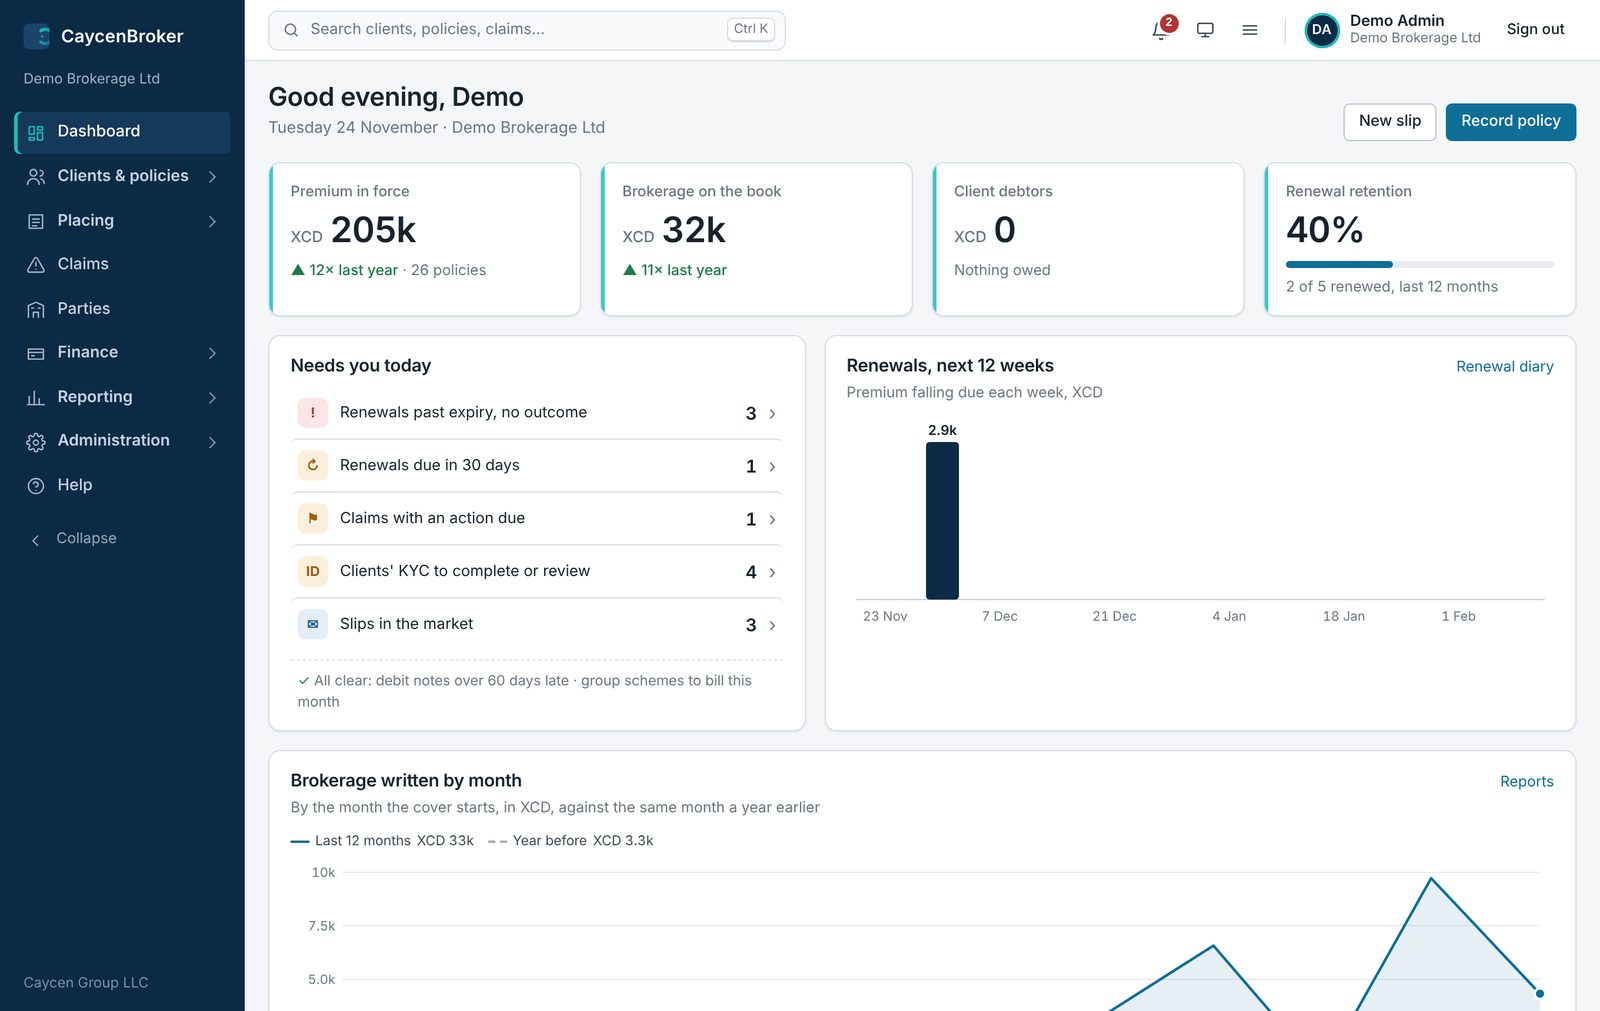 CaycenBroker
Demo Brokerage Ltd
Dashboard
Clients & policies
Placing
Claims
Parties
Finance
Reporting
Administration
Help
Collapse
Caycen Group LLC
Search clients, policies, claims...
Ctrl K
2
DA
Demo Admin
Demo Brokerage Ltd
Sign out
Good evening, Demo
Tuesday 24 November · Demo Brokerage Ltd
New slip
Record policy
Premium in force
XCD 205k
▲ 12× last year · 26 policies
Brokerage on the book
XCD 32k
▲ 11× last year
Client debtors
XCD 0
Nothing owed
Renewal retention
40%
2 of 5 renewed, last 12 months
Needs you today
! Renewals past expiry, no outcome 3
Renewals due in 30 days 1
Claims with an action due 1
ID Clients' KYC to complete or review 4
Slips in the market 3
✓ All clear: debit notes over 60 days late · group schemes to bill this
month
Renewals, next 12 weeks
Renewal diary
Premium falling due each week, XCD
2.9k
23 Nov 7 Dec 21 Dec 4 Jan 18 Jan 1 Feb
Brokerage written by month
Reports
By the month the cover starts, in XCD, against the same month a year earlier
Last 12 months XCD 33k Year before XCD 3.3k
10k
7.5k
5.0k